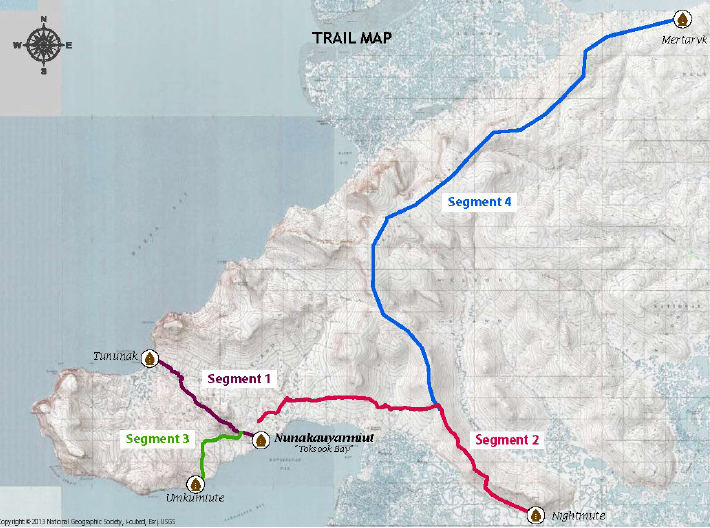 TRAIL MAP
N
W E
S
Mertarvk
Segment 4
Tununak
Segment 1
Segment 3
Nunakauyarmiut
"Toksook Bay"
Segment 2
Umkumiute
Nightmute
Copyright:© 2013 National Geographic Society, i-cubed, Esri, USGS